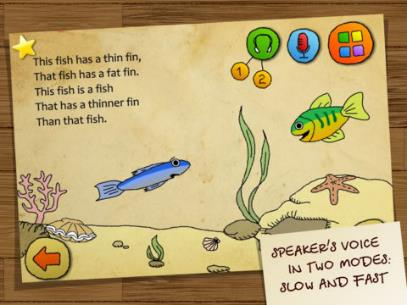 This fish has a thin fin,
That fish has a fat fin.
This fish is a fish
That has a thinner fin
Than that fish.
1
2
SPEAKER'S VOICE
IN TWO MODES:
SLOW AND FAST